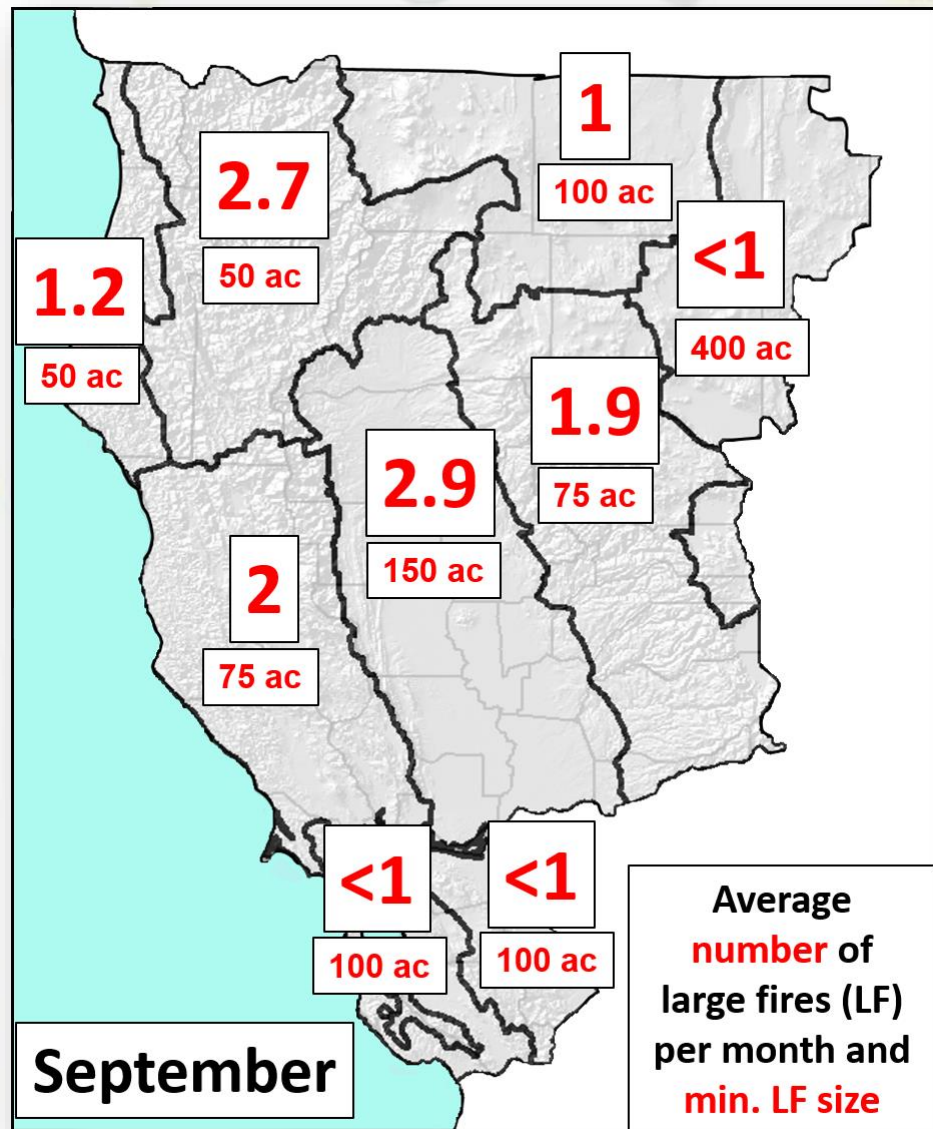 1
100 ac
2.7
50 ac
<1
400 ac
1.2
50 ac
1.9
75 ac
2.9
150 ac
2
75 ac
<1
100 ac
<1
100 ac
September
Average
number of
large fires (LF)
per month and
min. LF size